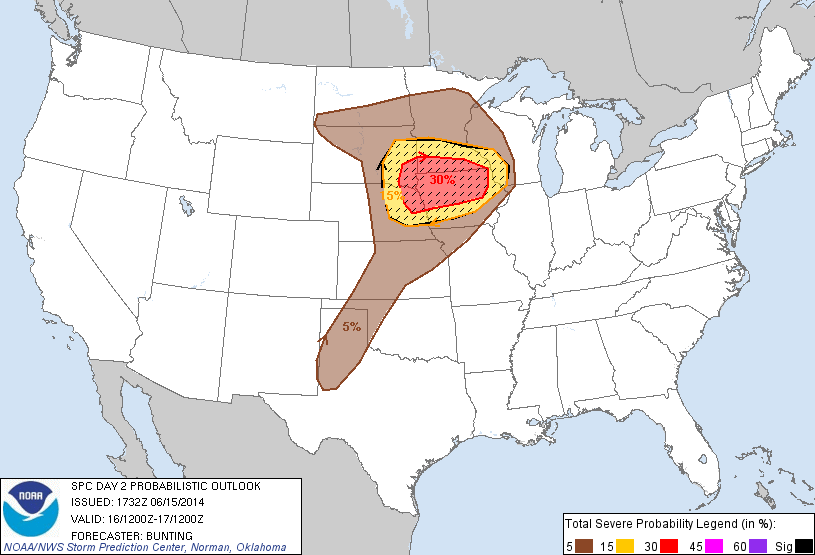 30%
15%
5%
NOAA
SPC DAY 2 PROBABILISTIC OUTLOOK
ISSUED: 1732Z 06/15/2014
VALID: 16/1200Z-17/1200Z
FORECASTER: BUNTING
NOAA/NWS Storm Prediction Center, Norman, Oklahoma
Total Severe Probability Legend (in %):
5 15 30 45 60 Sig